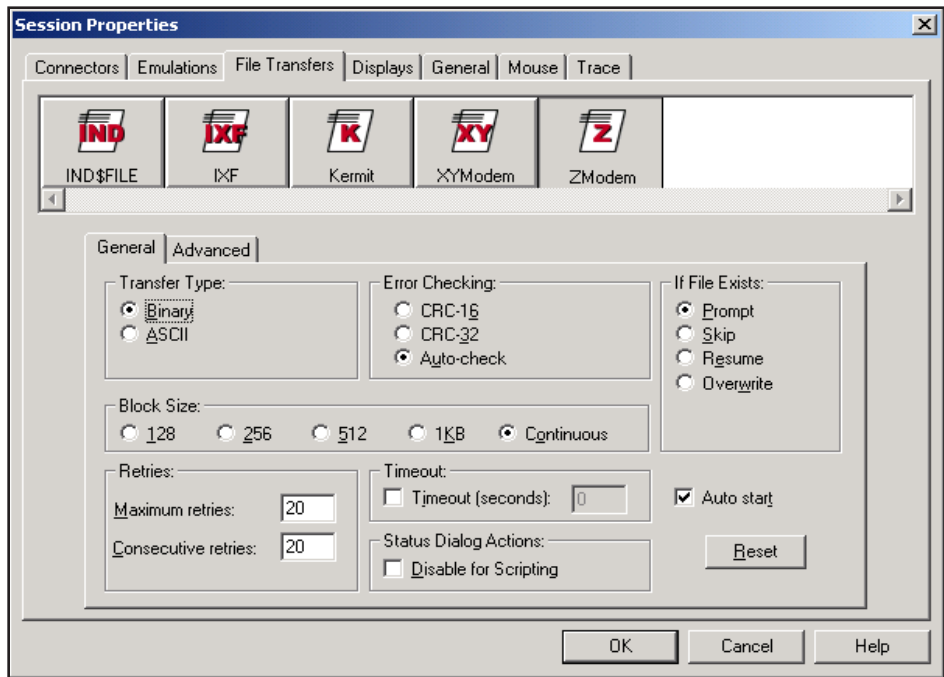 Session Properties
Connectors Emulations File Transfers Displays General Mouse Trace
IND IXF K XY Z
IND$FILE IXF Kermit XYModem ZModem
General Advanced
Transfer Type:
Binary
ASCII
Error Checking:
CRC-16
CRC-32
Auto-check
If File Exists:
Prompt
Skip
Resume
Overwrite
Block Size:
128 256 512 1KB Continuous
Retries:
Maximum retries: 20
Consecutive retries: 20
Timeout:
Timeout (seconds): 0
Status Dialog Actions:
Disable for Scripting
Auto start
Reset
OK Cancel Help